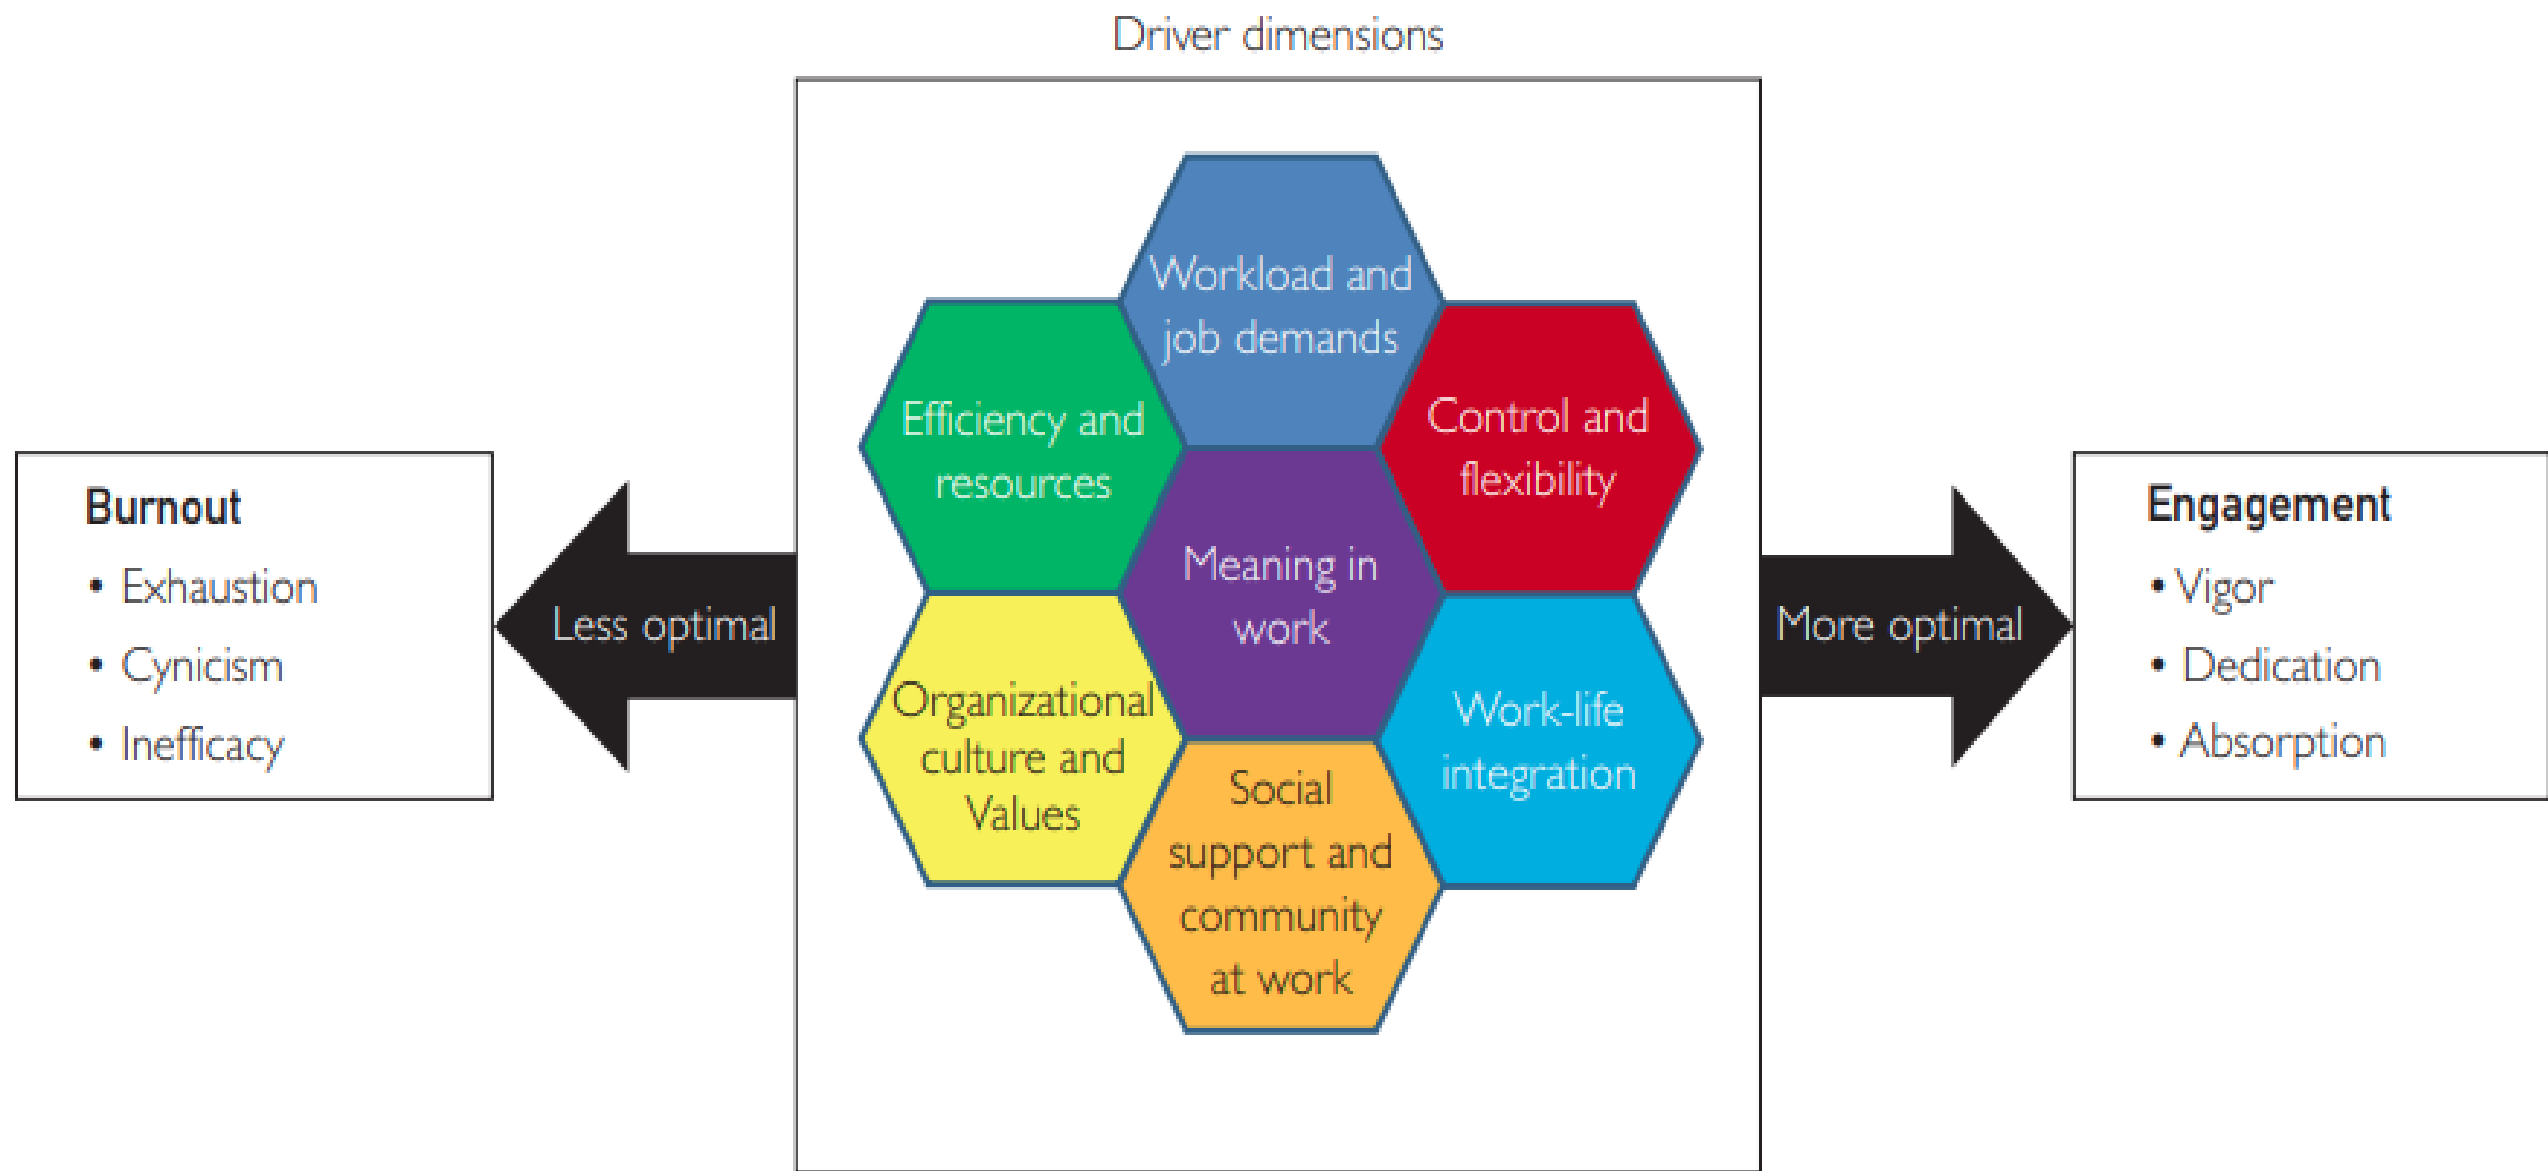 Driver dimensions
Workload and
job demands
Efficiency and
resources
Control and
flexibility
Meaning in
work
Organizational
culture and
Values
Work-life
integration
Social
support and
community
at work
Burnout
• Exhaustion
• Cynicism
• Inefficacy
Less optimal
More optimal
Engagement
• Vigor
• Dedication
• Absorption